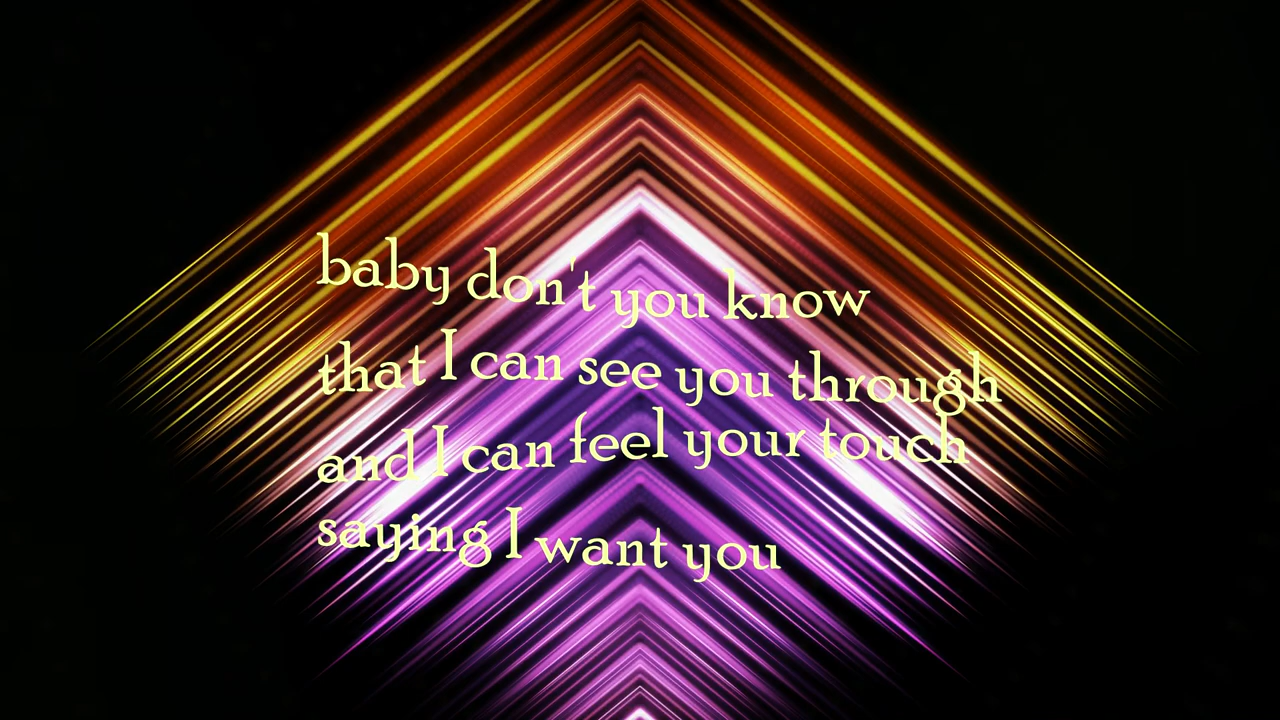 baby don't you know
that I can see you through
and I can feel your touch
saying I want you